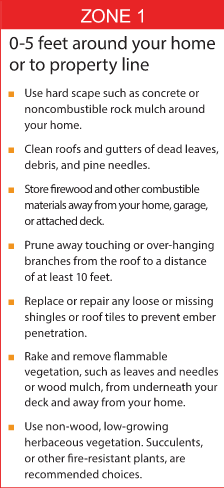 ZONE 1
0-5 feet around your home
or to property line
Use hard scape such as concrete or
noncombustible rock mulch around
your home.
Clean roofs and gutters of dead leaves,
debris, and pine needles.
Store firewood and other combustible
materials away from your home, garage,
or attached deck.
Prune away touching or over-hanging
branches from the roof to a distance
of at least 10 feet.
Replace or repair any loose or missing
shingles or roof tiles to prevent ember
penetration.
Rake and remove flammable
vegetation, such as leaves and needles
or wood mulch, from underneath your
deck and away from your home.
Use non-wood, low-growing
herbaceous vegetation. Succulents,
or other fire-resistant plants, are
recommended choices.